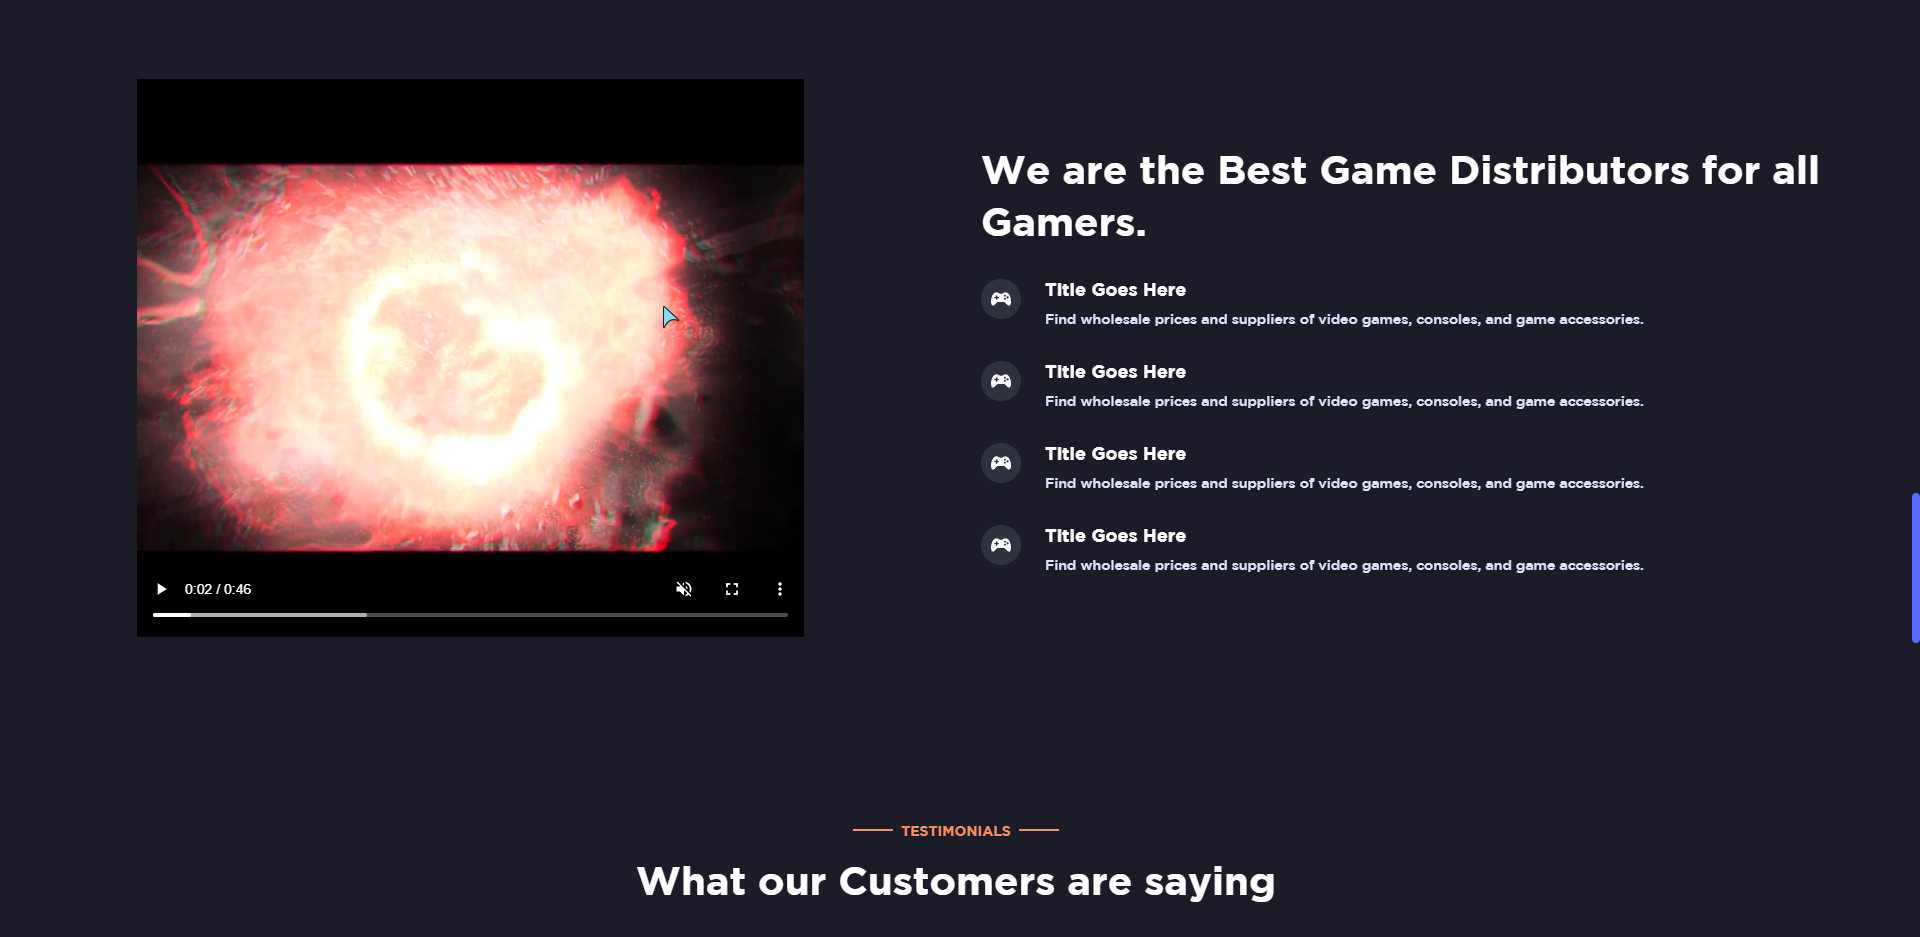 We are the Best Game Distributors for all
Gamers.
Title Goes Here
Find wholesale prices and suppliers of video games, consoles, and game accessories.
Title Goes Here
Find wholesale prices and suppliers of video games, consoles, and game accessories.
Title Goes Here
Find wholesale prices and suppliers of video games, consoles, and game accessories.
Title Goes Here
Find wholesale prices and suppliers of video games, consoles, and game accessories.
0:02 / 0:46
TESTIMONIALS
What our Customers are saying